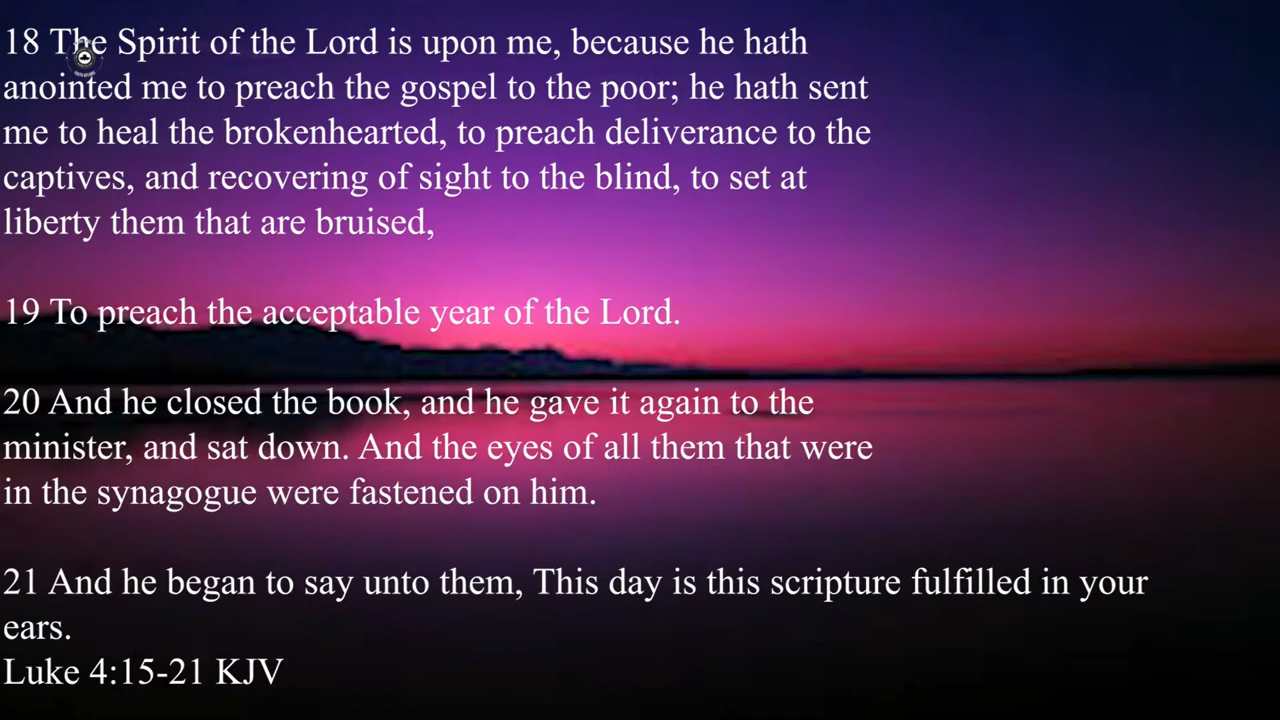 18 The Spirit of the Lord is upon me, because he hath
anointed me to preach the gospel to the poor; he hath sent
me to heal the brokenhearted, to preach deliverance to the
captives, and recovering of sight to the blind, to set at
liberty them that are bruised,
19 To preach the acceptable year of the Lord.
20 And he closed the book, and he gave it again to the
minister, and sat down. And the eyes of all them that were
in the synagogue were fastened on him.
21 And he began to say unto them, This day is this scripture fulfilled in your
ears.
Luke 4:15-21 KJV